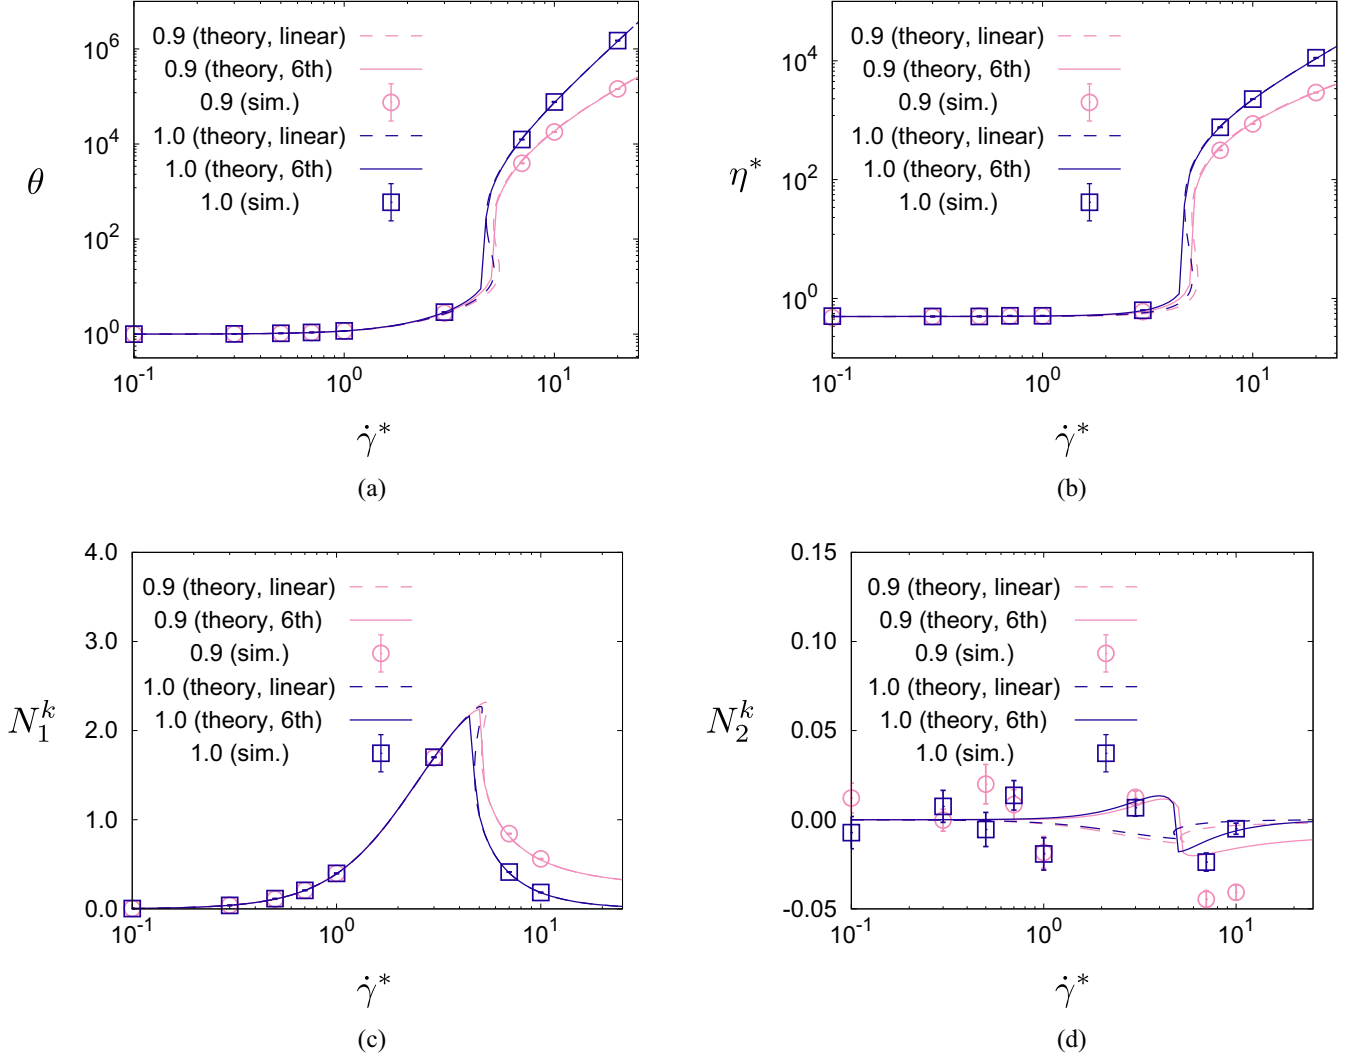 0.9 (theory, linear)
0.9 (theory, 6th)
0.9 (sim.)
1.0 (theory, linear)
1.0 (theory, 6th)
1.0 (sim.)
10^6
10^4
10^2
10^0
θ
10^-1 10^0 10^1
γ̇*
(a)
0.9 (theory, linear)
0.9 (theory, 6th)
0.9 (sim.)
1.0 (theory, linear)
1.0 (theory, 6th)
1.0 (sim.)
10^4
10^2
10^0
η*
10^-1 10^0 10^1
γ̇*
(b)
0.9 (theory, linear)
0.9 (theory, 6th)
0.9 (sim.)
1.0 (theory, linear)
1.0 (theory, 6th)
1.0 (sim.)
4.0
3.0
2.0
1.0
0.0
N_1^k
10^-1 10^0 10^1
γ̇*
(c)
0.9 (theory, linear)
0.9 (theory, 6th)
0.9 (sim.)
1.0 (theory, linear)
1.0 (theory, 6th)
1.0 (sim.)
0.15
0.10
0.05
0.00
-0.05
N_2^k
10^-1 10^0 10^1
γ̇*
(d)